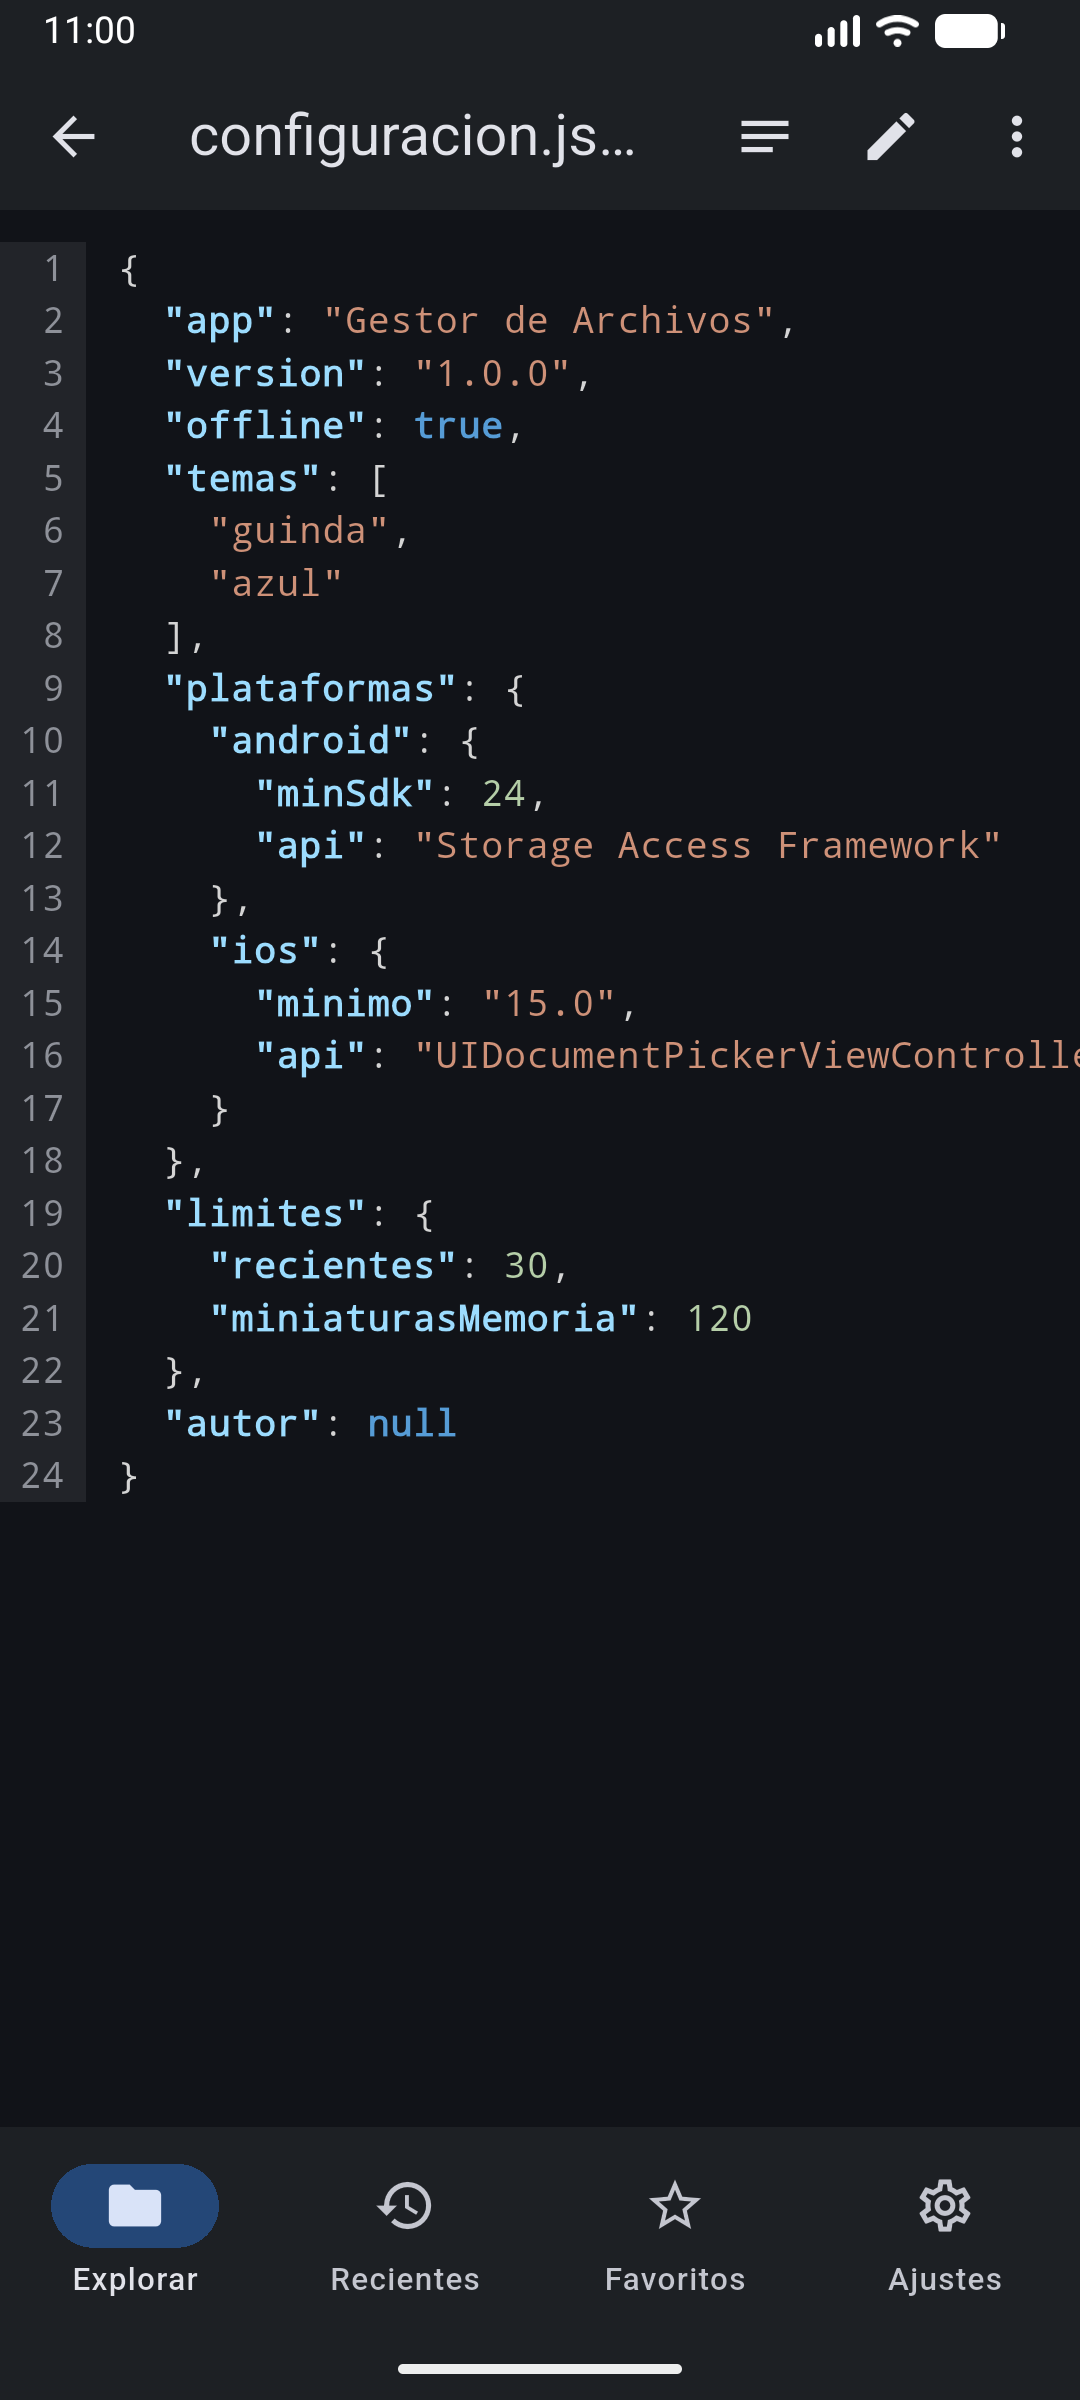 11:00
configuracion.js...
1 {
2   "app": "Gestor de Archivos",
3   "version": "1.0.0",
4   "offline": true,
5   "temas": [
6     "guinda",
7     "azul"
8   ],
9   "plataformas": {
10     "android": {
11       "minSdk": 24,
12       "api": "Storage Access Framework"
13     },
14     "ios": {
15       "minimo": "15.0",
16       "api": "UIDocumentPickerViewControlle
17     }
18   },
19   "limites": {
20     "recientes": 30,
21     "miniaturasMemoria": 120
22   },
23   "autor": null
24 }
Explorar
Recientes
Favoritos
Ajustes